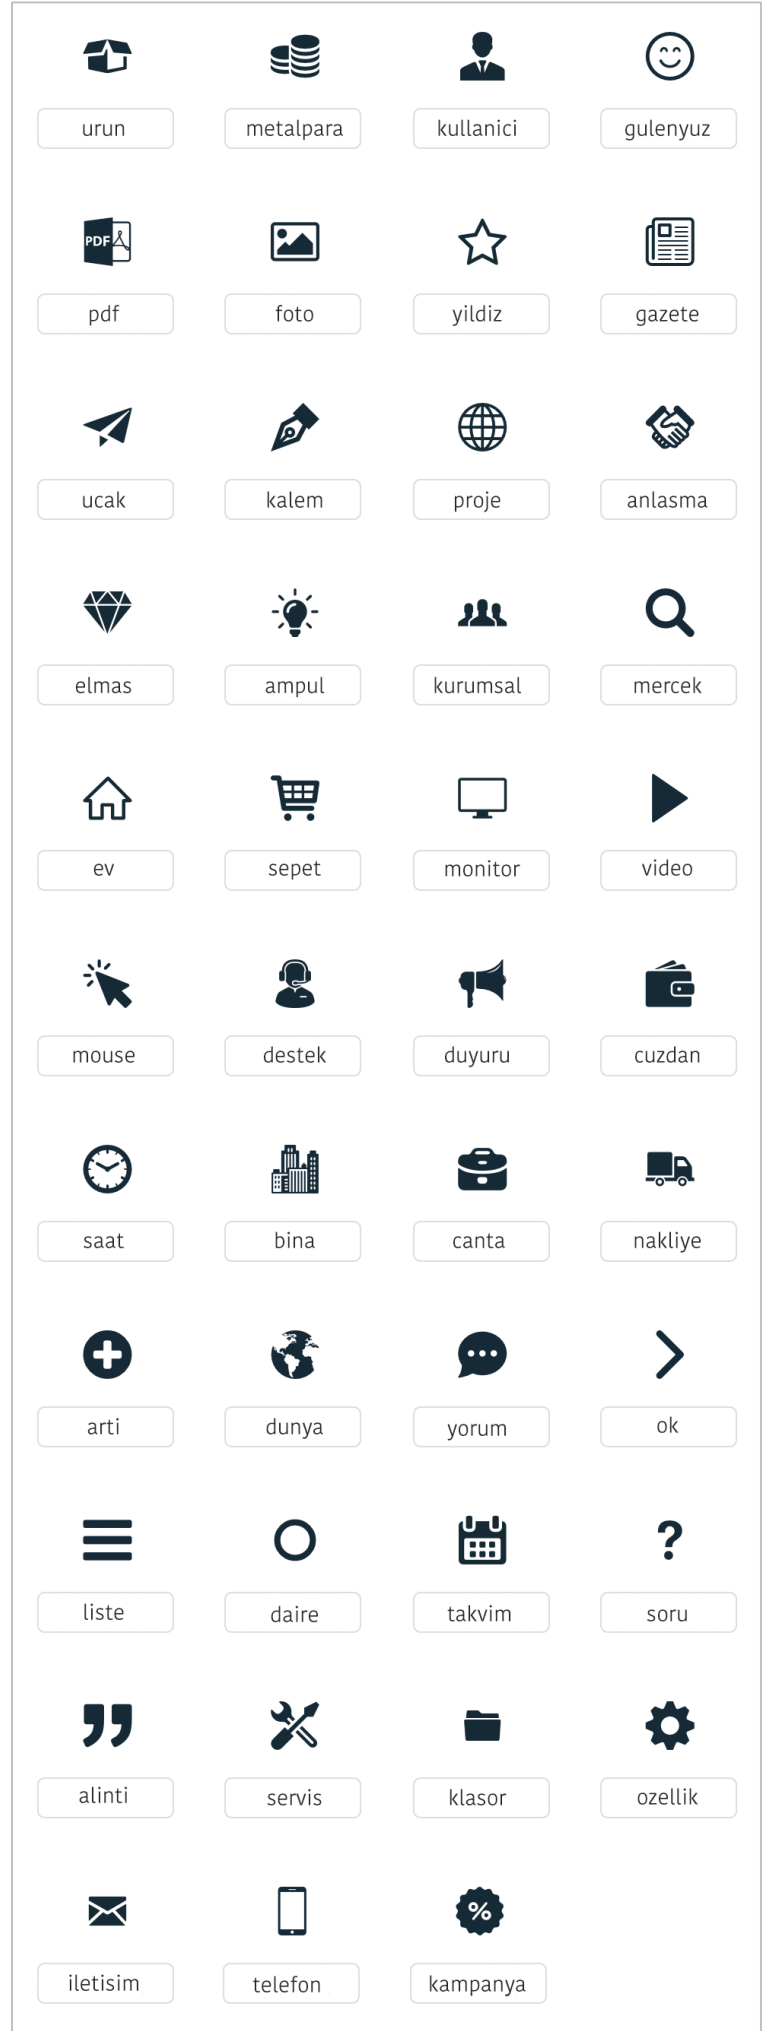 urun
metalpara
kullanici
gulenyuz
PDF
pdf
foto
yildiz
gazete
ucak
kalem
proje
anlasma
elmas
ampul
kurumsal
mercek
ev
sepet
monitor
video
mouse
destek
duyuru
cuzdan
saat
bina
canta
nakliye
arti
dunya
yorum
ok
?
liste
daire
takvim
soru
alinti
servis
klasor
ozellik
%
iletisim
telefon
kampanya